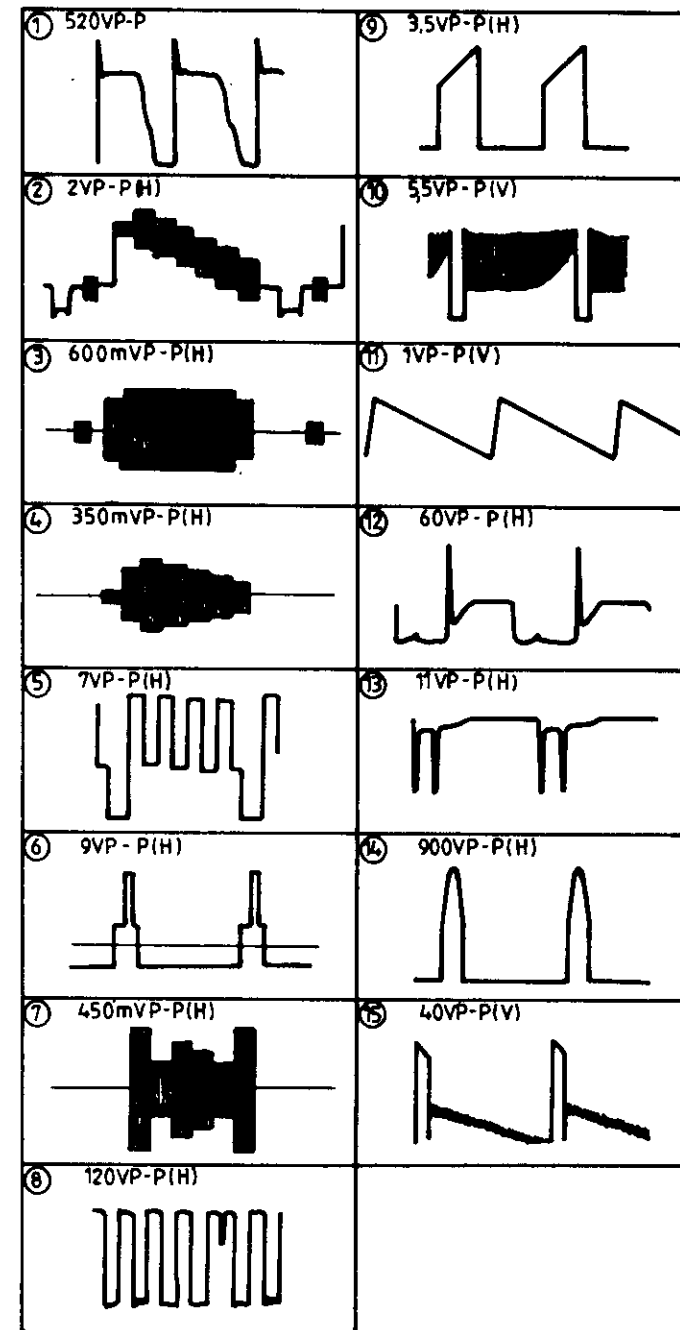 ① 520VP-P
② 2VP-P(H)
③ 600mVP-P(H)
④ 350mVP-P(H)
⑤ 7VP-P(H)
⑥ 9VP-P(H)
⑦ 450mVP-P(H)
⑧ 120VP-P(H)
⑨ 3,5VP-P(H)
⑩ 5,5VP-P(V)
⑪ 1VP-P(V)
⑫ 60VP-P(H)
⑬ 11VP-P(H)
⑭ 900VP-P(H)
⑮ 40VP-P(V)